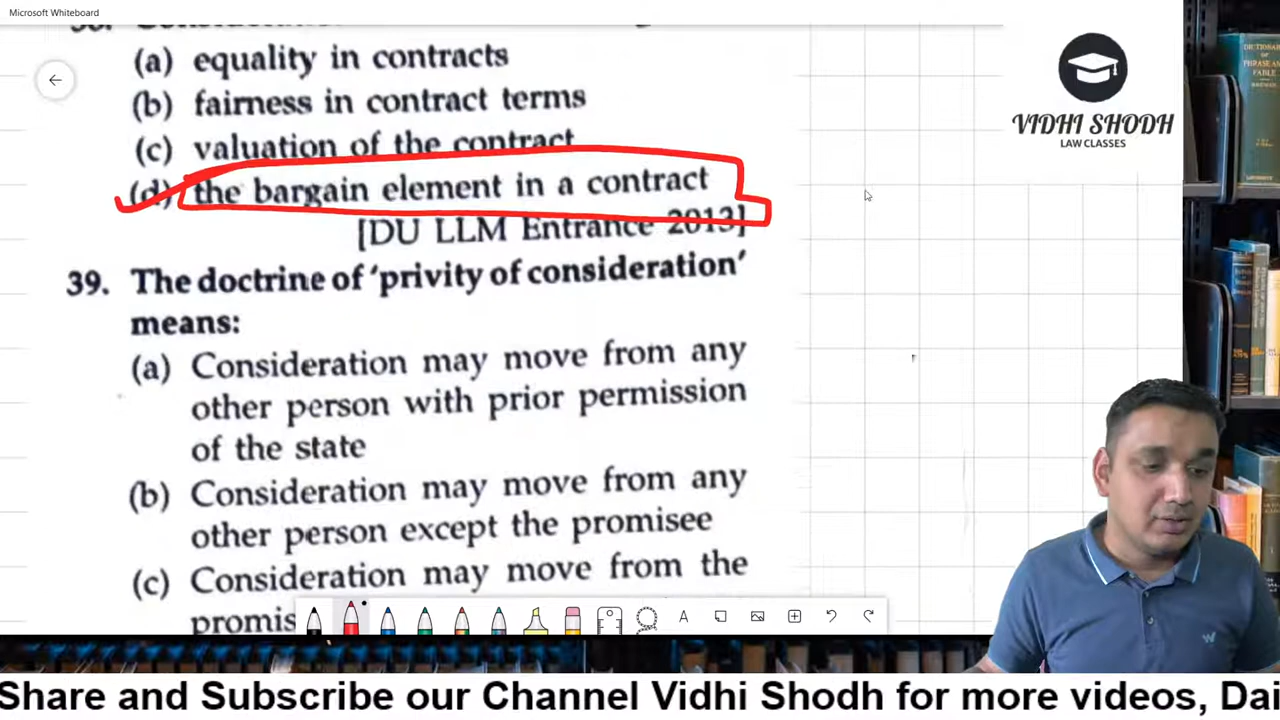 Microsoft Whiteboard
(a) equality in contracts
(b) fairness in contract terms
(c) valuation of the contract
(d) the bargain element in a contract
[DU LLM Entrance 2013]
39. The doctrine of 'privity of consideration'
means:
(a) Consideration may move from any
other person with prior permission
of the state
(b) Consideration may move from any
other person except the promisee
(c) Consideration may move from the
promis
VIDHI SHODH
LAW CLASSES
Share and Subscribe our Channel Vidhi Shodh for more videos, Dai